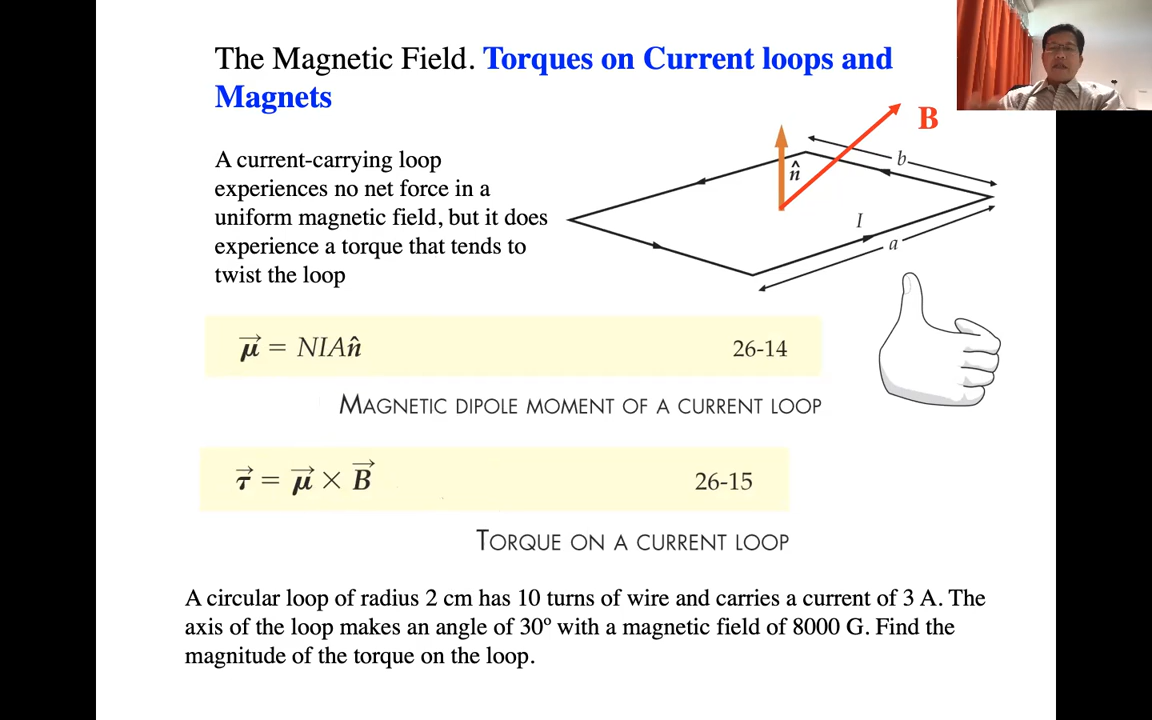 The Magnetic Field. Torques on Current loops and
Magnets
B
b
n̂
I
a
A current-carrying loop
experiences no net force in a
uniform magnetic field, but it does
experience a torque that tends to
twist the loop
μ⃗ = NIAn̂ 26-14
MAGNETIC DIPOLE MOMENT OF A CURRENT LOOP
τ⃗ = μ⃗ × B⃗ 26-15
TORQUE ON A CURRENT LOOP
A circular loop of radius 2 cm has 10 turns of wire and carries a current of 3 A. The
axis of the loop makes an angle of 30º with a magnetic field of 8000 G. Find the
magnitude of the torque on the loop.